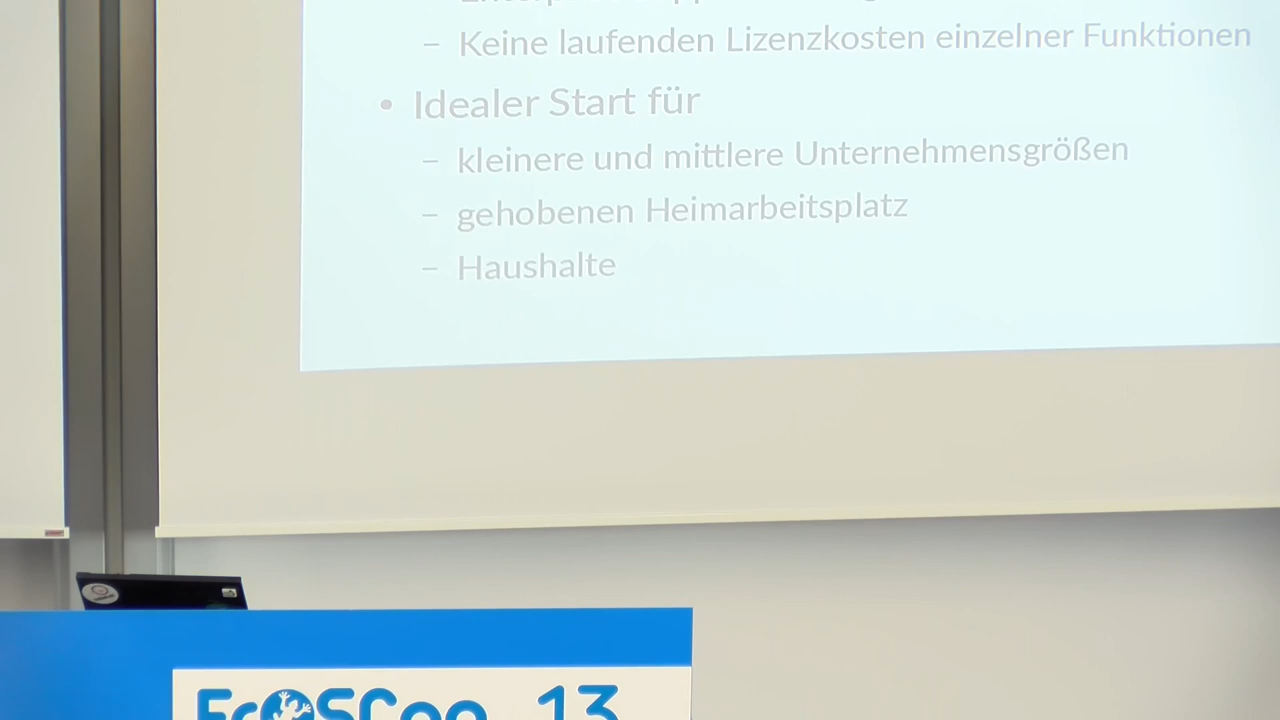 – Keine laufenden Lizenzkosten einzelner Funktionen
• Idealer Start für
– kleinere und mittlere Unternehmensgrößen
– gehobenen Heimarbeitsplatz
– Haushalte
FrOSCon 13